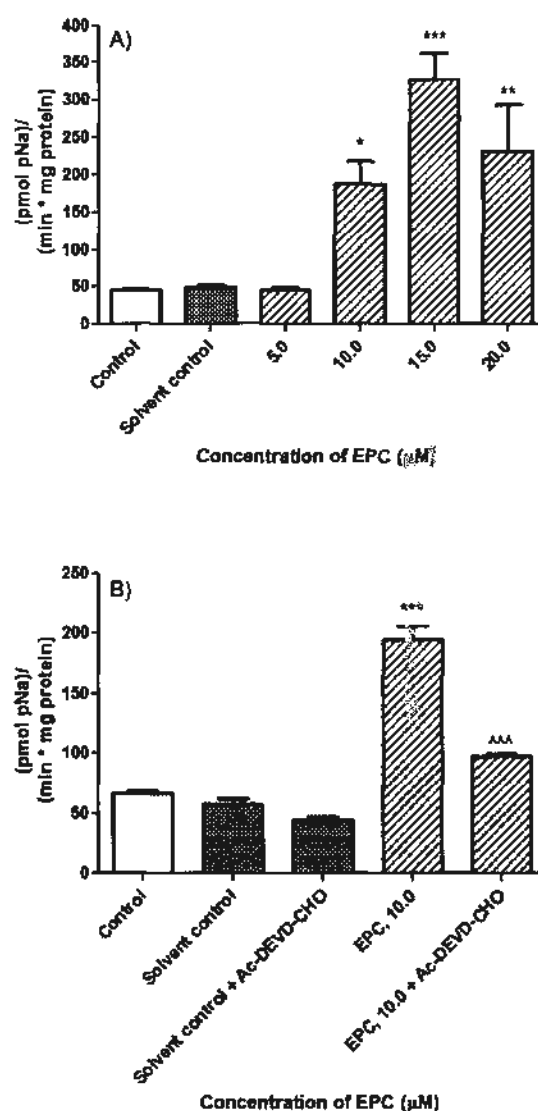 A)
(pmol pNa)/
(min * mg protein)
400
350
300
250
200
150
100
50
0
*
***
**
Control
Solvent control
5.0
10.0
15.0
20.0
Concentration of EPC (µM)
B)
(pmol pNa)/
(min * mg protein)
250
200
150
100
50
0
***
^^^
Control
Solvent control
Solvent control + Ac-DEVD-CHO
EPC, 10.0
EPC, 10.0 + Ac-DEVD-CHO
Concentration of EPC (µM)